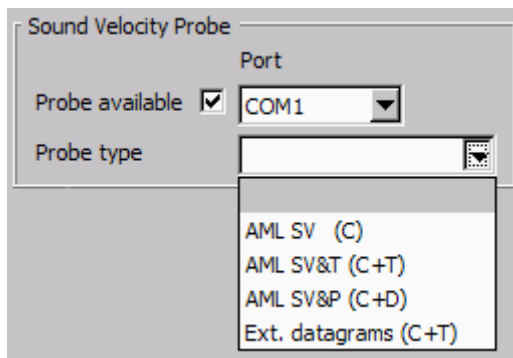 Sound Velocity Probe
Port
Probe available COM1
Probe type
AML SV (C)
AML SV&T (C+T)
AML SV&P (C+D)
Ext. datagrams (C+T)